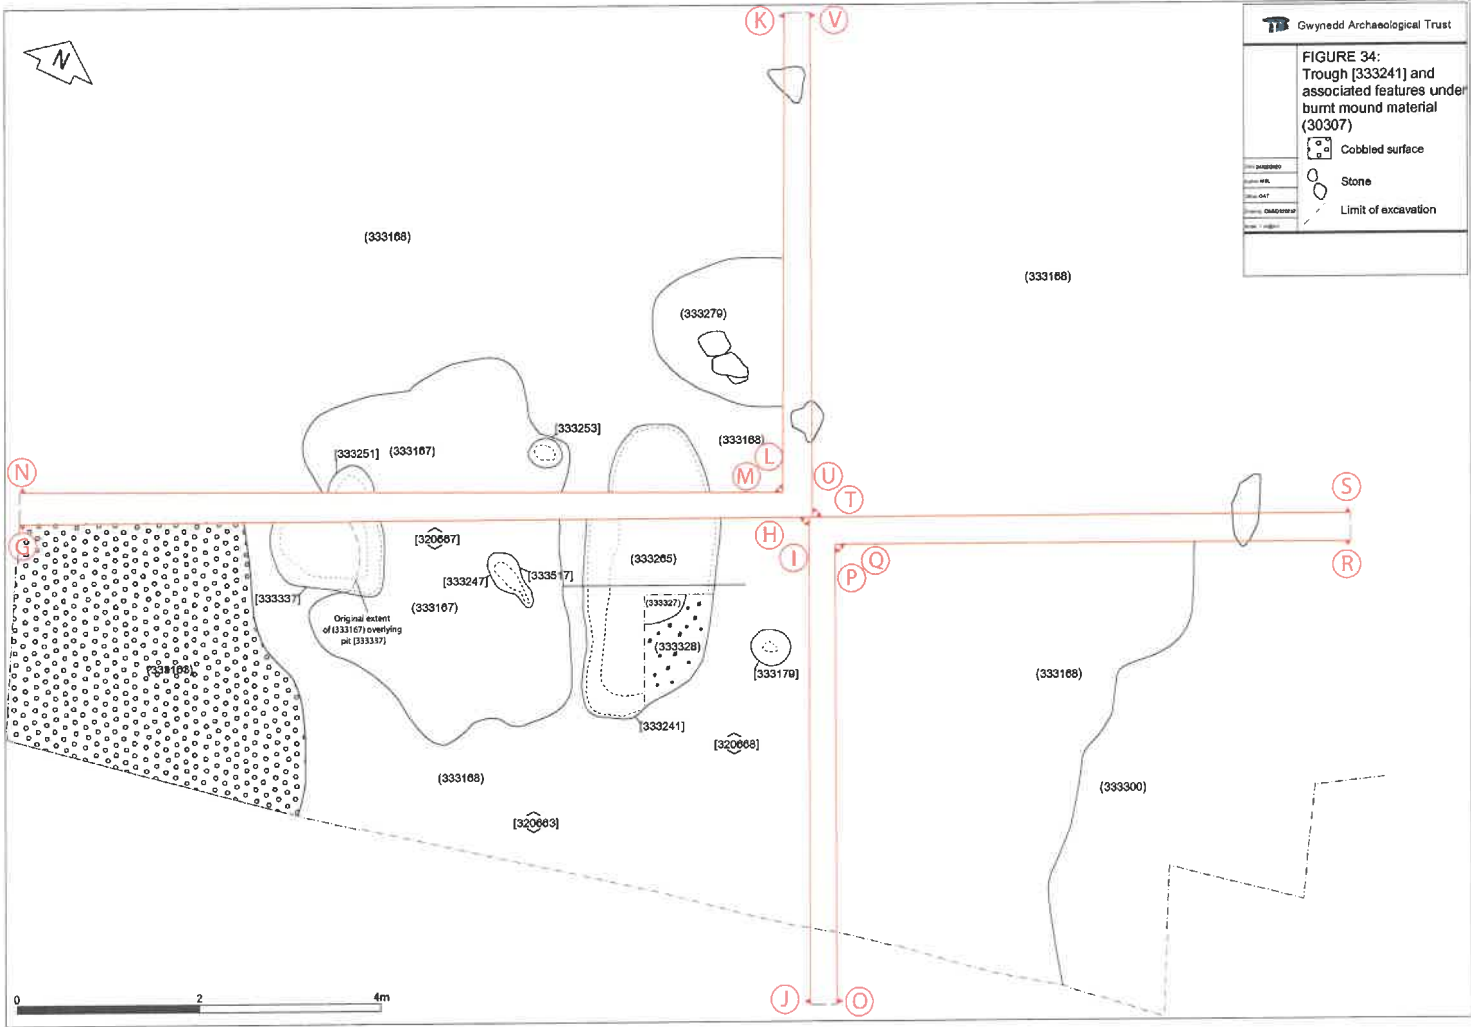 K
V
N
Gwynedd Archaeological Trust
FIGURE 34:
Trough [333241] and
associated features under
burnt mound material
(30307)
Cobbled surface
Stone
Limit of excavation
(333168)
(333168)
(333279)
[333253]
[333251]
(333167)
(333168)
L
M
U
T
N
S
G
H
I
P
Q
R
[320667]
(333265)
[333247]
[333517]
[333337]
(333167)
Original extent
of (333167) overlying
pit [333337]
(333327)
(333328)
(333163)
[333179]
(333168)
[333241]
[320668]
(333168)
(333300)
[320663]
0
2
4m
J
O